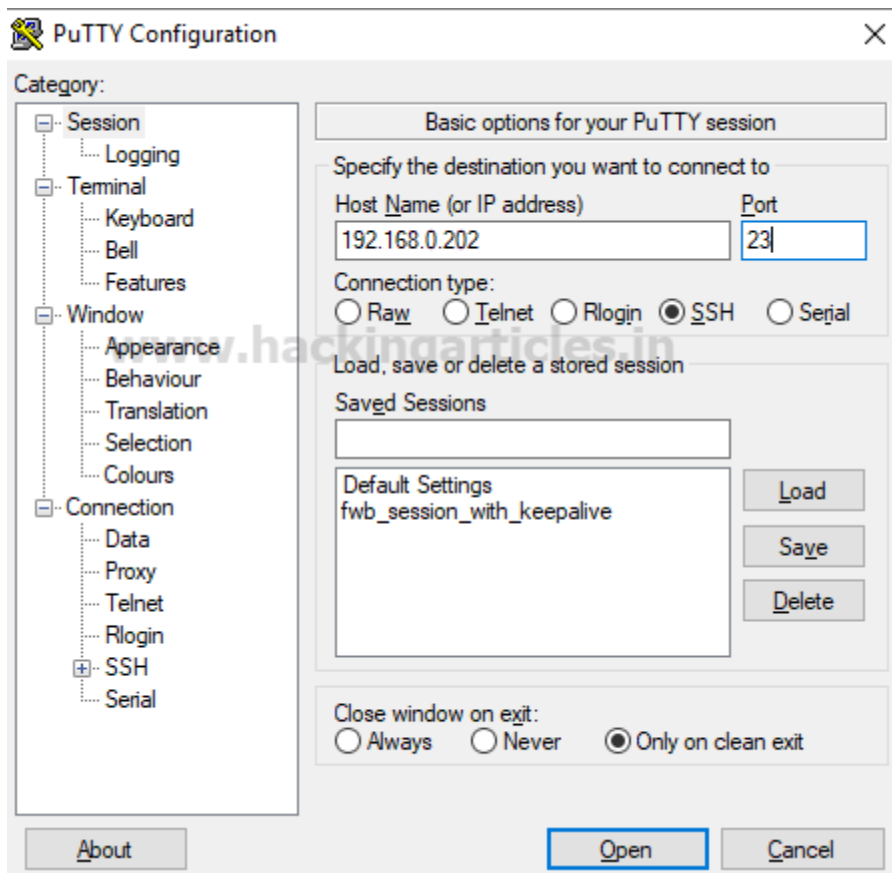 PuTTY Configuration
Category:
Session
Logging
Terminal
Keyboard
Bell
Features
Window
Appearance
Behaviour
Translation
Selection
Colours
Connection
Data
Proxy
Telnet
Rlogin
SSH
Serial
Basic options for your PuTTY session
Specify the destination you want to connect to
Host Name (or IP address) Port
192.168.0.202 23
Connection type:
Raw Telnet Rlogin SSH Serial
www.hackingarticles.in
Load, save or delete a stored session
Saved Sessions
Default Settings
fwb_session_with_keepalive
Load
Save
Delete
Close window on exit:
Always Never Only on clean exit
About Open Cancel